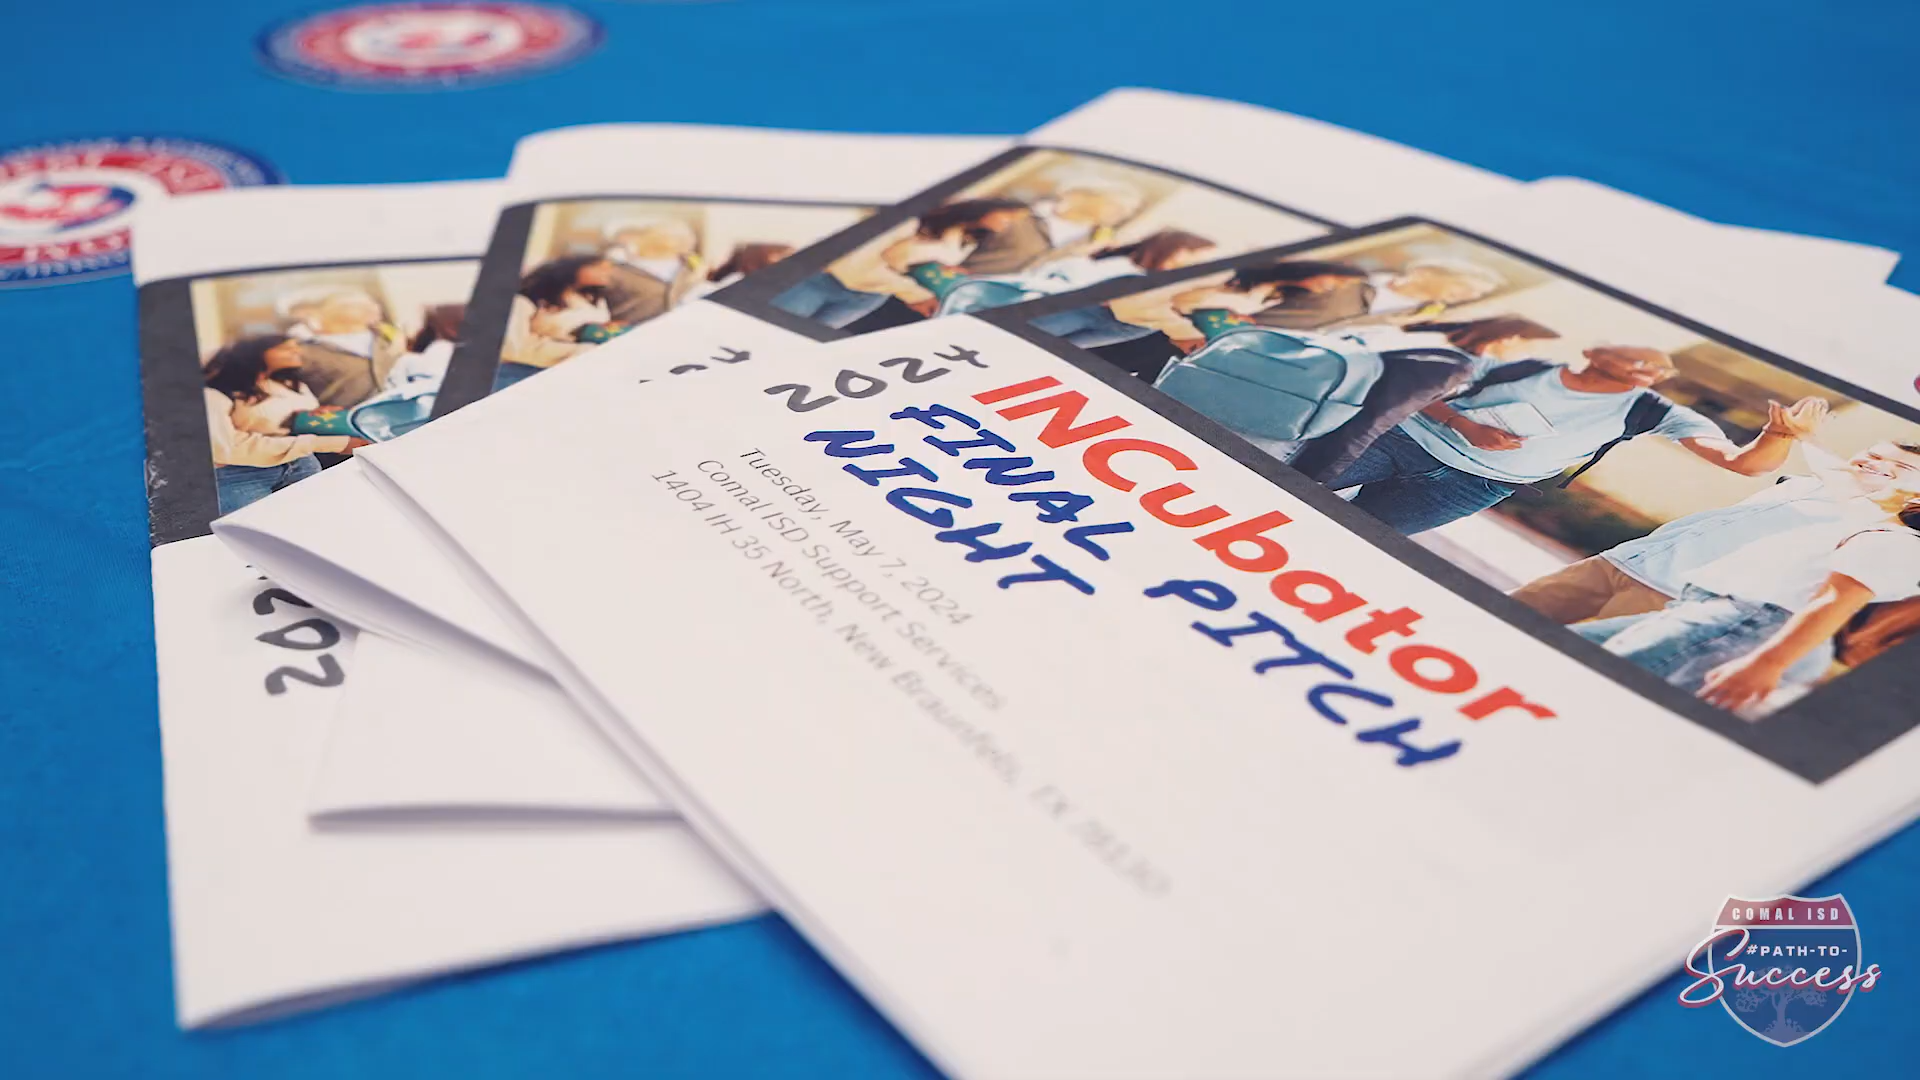 INCubator
2024
FINAL PITCH
NIGHT
Tuesday, May 7, 2024
Comal ISD Support Services
1404 IH 35 North, New Braunfels, TX 78130
COMAL ISD
#PATH-TO-
Success